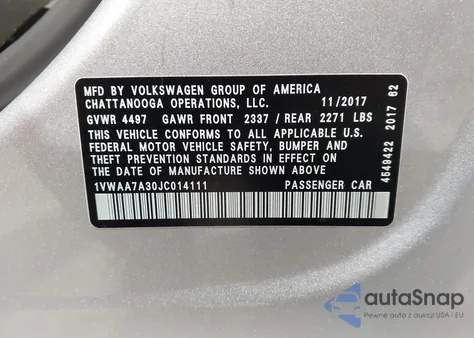 MFD BY VOLKSWAGEN GROUP OF AMERICA
CHATTANOOGA OPERATIONS, LLC. 11/2017
GVWR 4497 GAWR FRONT 2337 / REAR 2271 LBS
THIS VEHICLE CONFORMS TO ALL APPLICABLE U.S.
FEDERAL MOTOR VEHICLE SAFETY, BUMPER AND
THEFT PREVENTION STANDARDS IN EFFECT ON THE
DATE OF MANUFACTURE SHOWN ABOVE
1VWAA7A30JC014111 PASSENGER CAR
4549422 2017 62
autoSnap
Pewne auta z dostępem do aukcji USA i EU